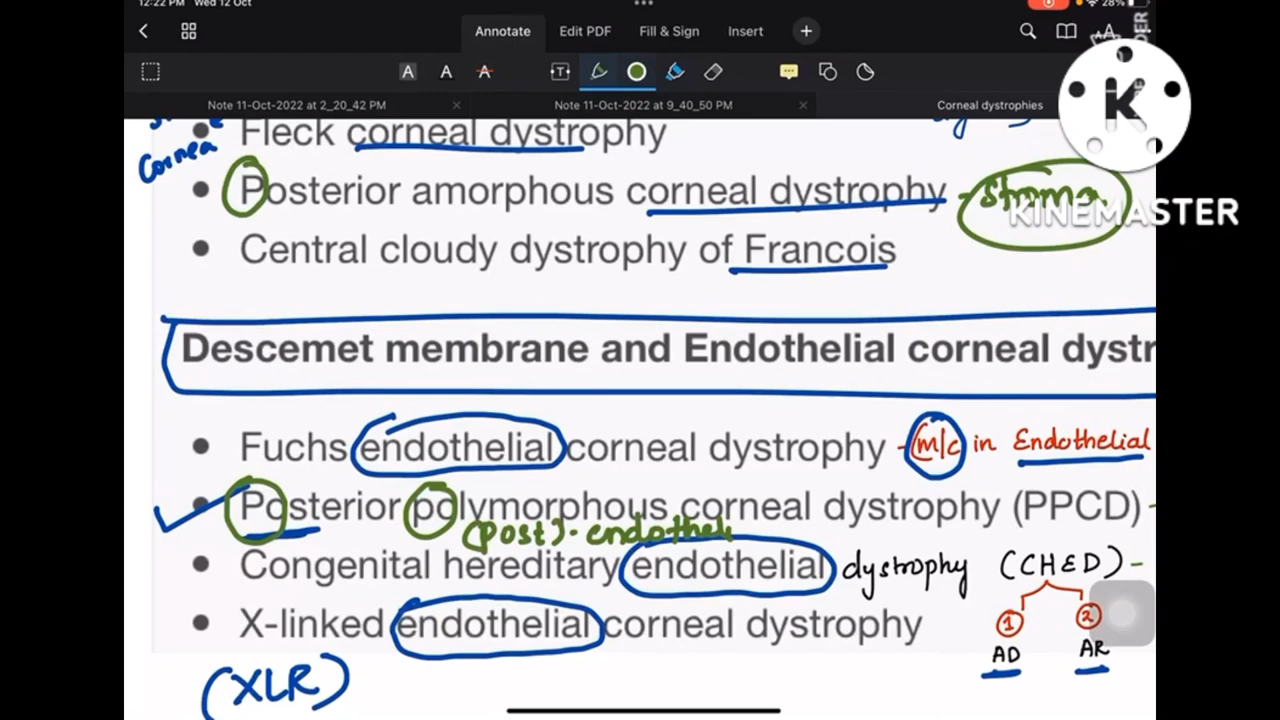 12:22 PM Wed 12 Oct
28%
Annotate Edit PDF Fill & Sign Insert
Note 11-Oct-2022 at 2_20_42 PM Note 11-Oct-2022 at 9_40_50 PM Corneal dystrophies
K
KINEMASTER
Cornea
Fleck corneal dystrophy
Posterior amorphous corneal dystrophy - stroma
Central cloudy dystrophy of Francois
Descemet membrane and Endothelial corneal dystr
Fuchs endothelial corneal dystrophy - m/c in Endothelial
Posterior polymorphous corneal dystrophy (PPCD) -
(post). endotheli
Congenital hereditary endothelial dystrophy (CHED) -
1 2
AD AR
X-linked endothelial corneal dystrophy
(XLR)